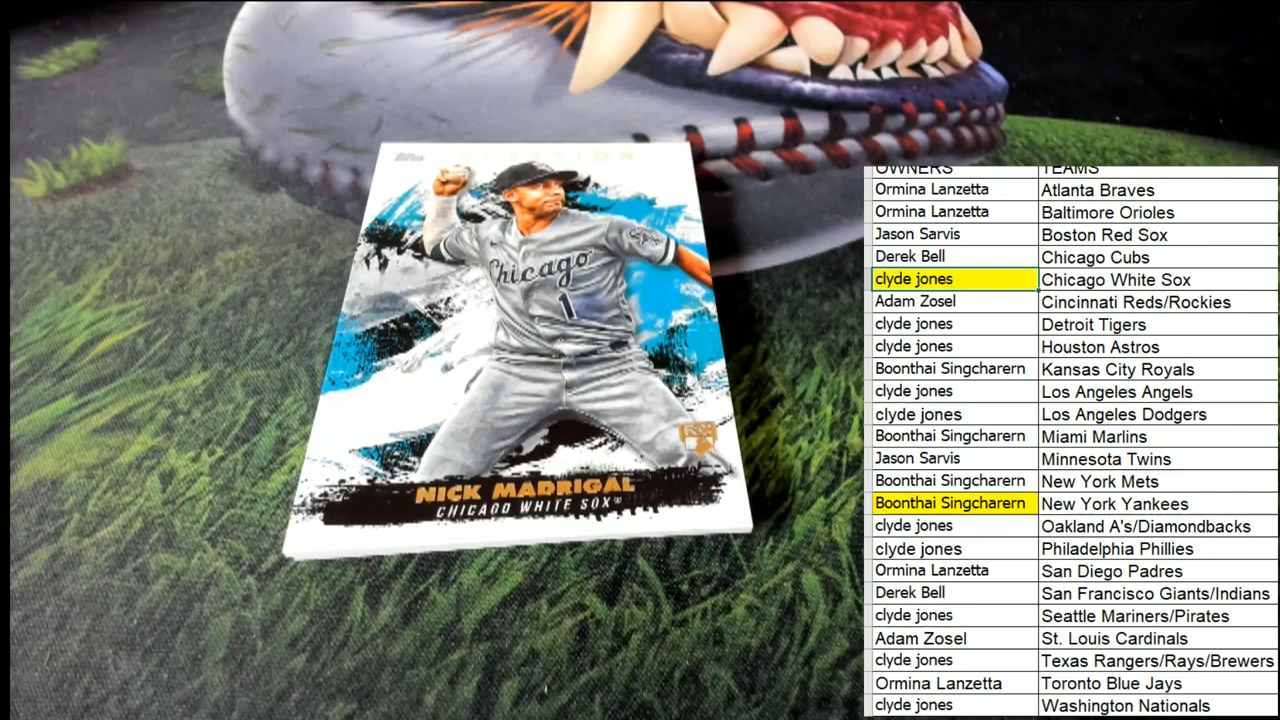 Topps
INCEPTION
Chicago
1
RC
NICK MADRIGAL
CHICAGO WHITE SOX
OWNERS TEAMS
Ormina Lanzetta Atlanta Braves
Ormina Lanzetta Baltimore Orioles
Jason Sarvis Boston Red Sox
Derek Bell Chicago Cubs
clyde jones Chicago White Sox
Adam Zosel Cincinnati Reds/Rockies
clyde jones Detroit Tigers
clyde jones Houston Astros
Boonthai Singcharern Kansas City Royals
clyde jones Los Angeles Angels
clyde jones Los Angeles Dodgers
Boonthai Singcharern Miami Marlins
Jason Sarvis Minnesota Twins
Boonthai Singcharern New York Mets
Boonthai Singcharern New York Yankees
clyde jones Oakland A's/Diamondbacks
clyde jones Philadelphia Phillies
Ormina Lanzetta San Diego Padres
Derek Bell San Francisco Giants/Indians
clyde jones Seattle Mariners/Pirates
Adam Zosel St. Louis Cardinals
clyde jones Texas Rangers/Rays/Brewers
Ormina Lanzetta Toronto Blue Jays
clyde jones Washington Nationals